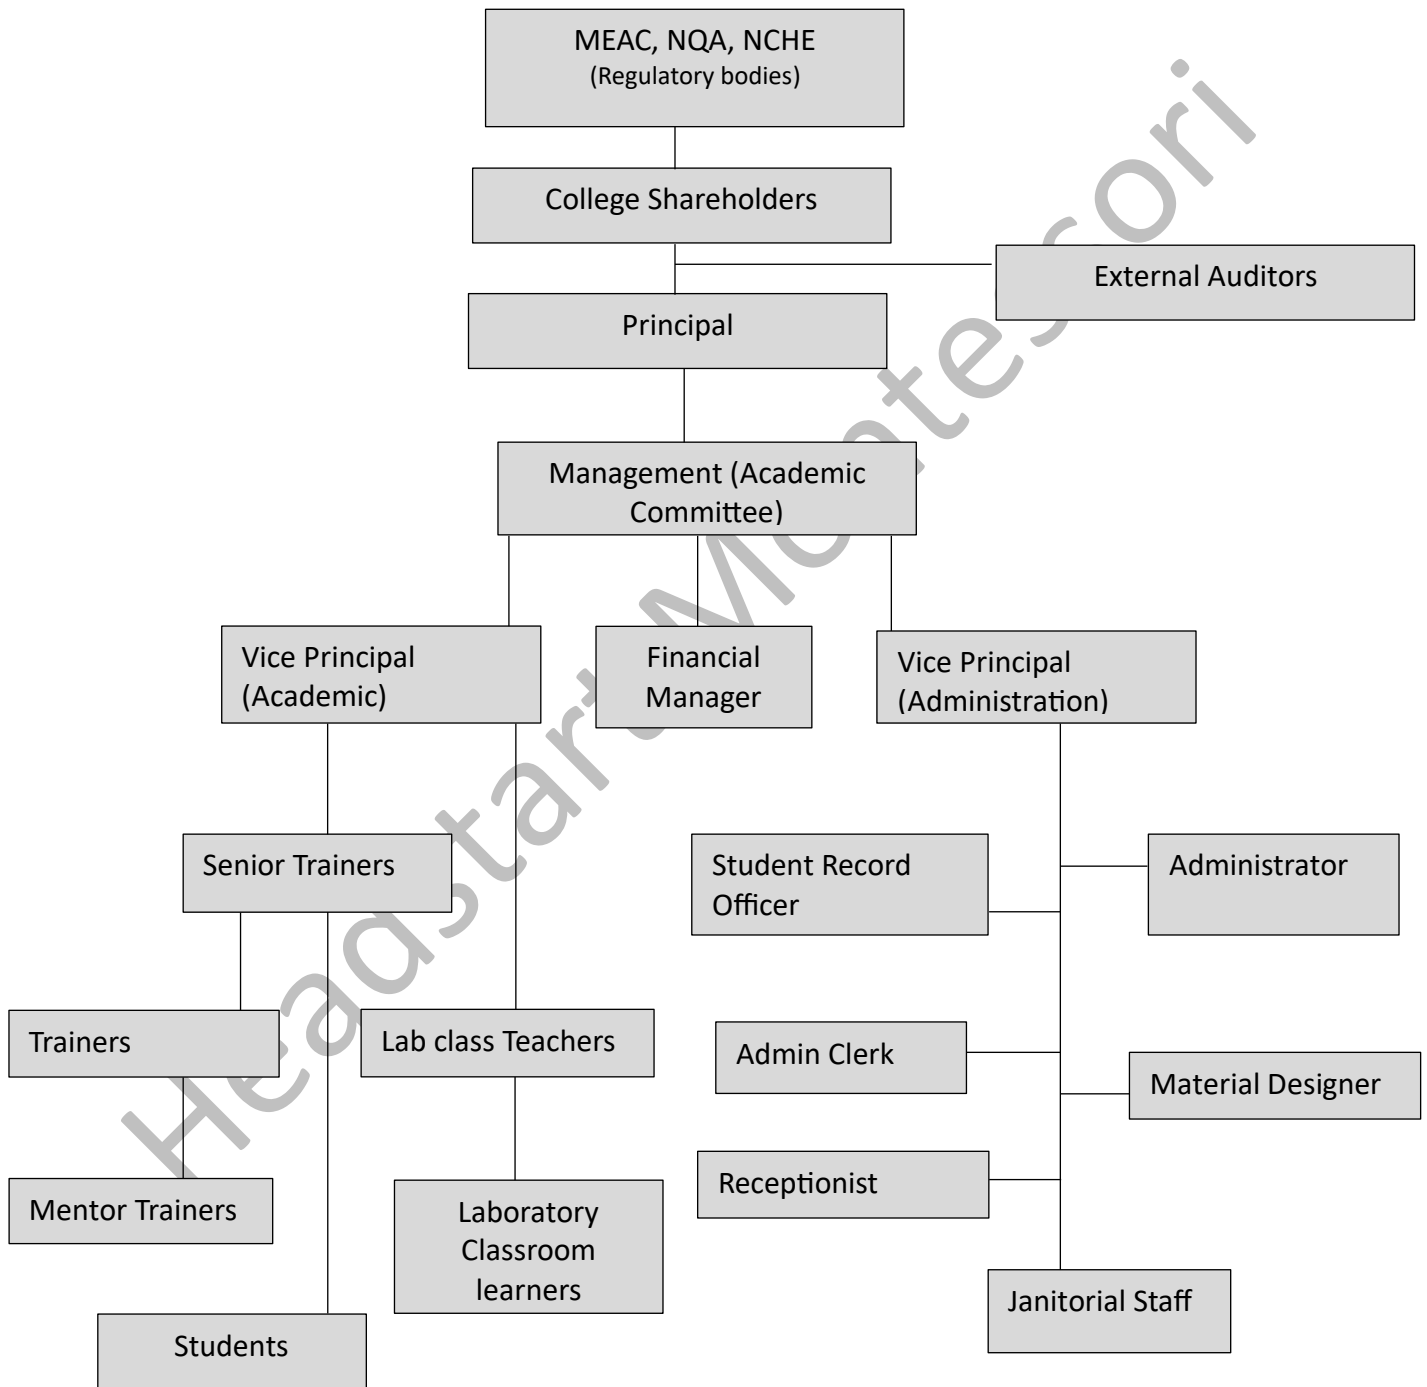 MEAC, NQA, NCHE
(Regulatory bodies)
College Shareholders
External Auditors
Principal
Management (Academic
Committee)
Vice Principal
(Academic)
Financial
Manager
Vice Principal
(Administration)
Senior Trainers
Student Record
Officer
Administrator
Trainers
Lab class Teachers
Admin Clerk
Material Designer
Mentor Trainers
Laboratory
Classroom
learners
Receptionist
Janitorial Staff
Students
Headstart Montessori